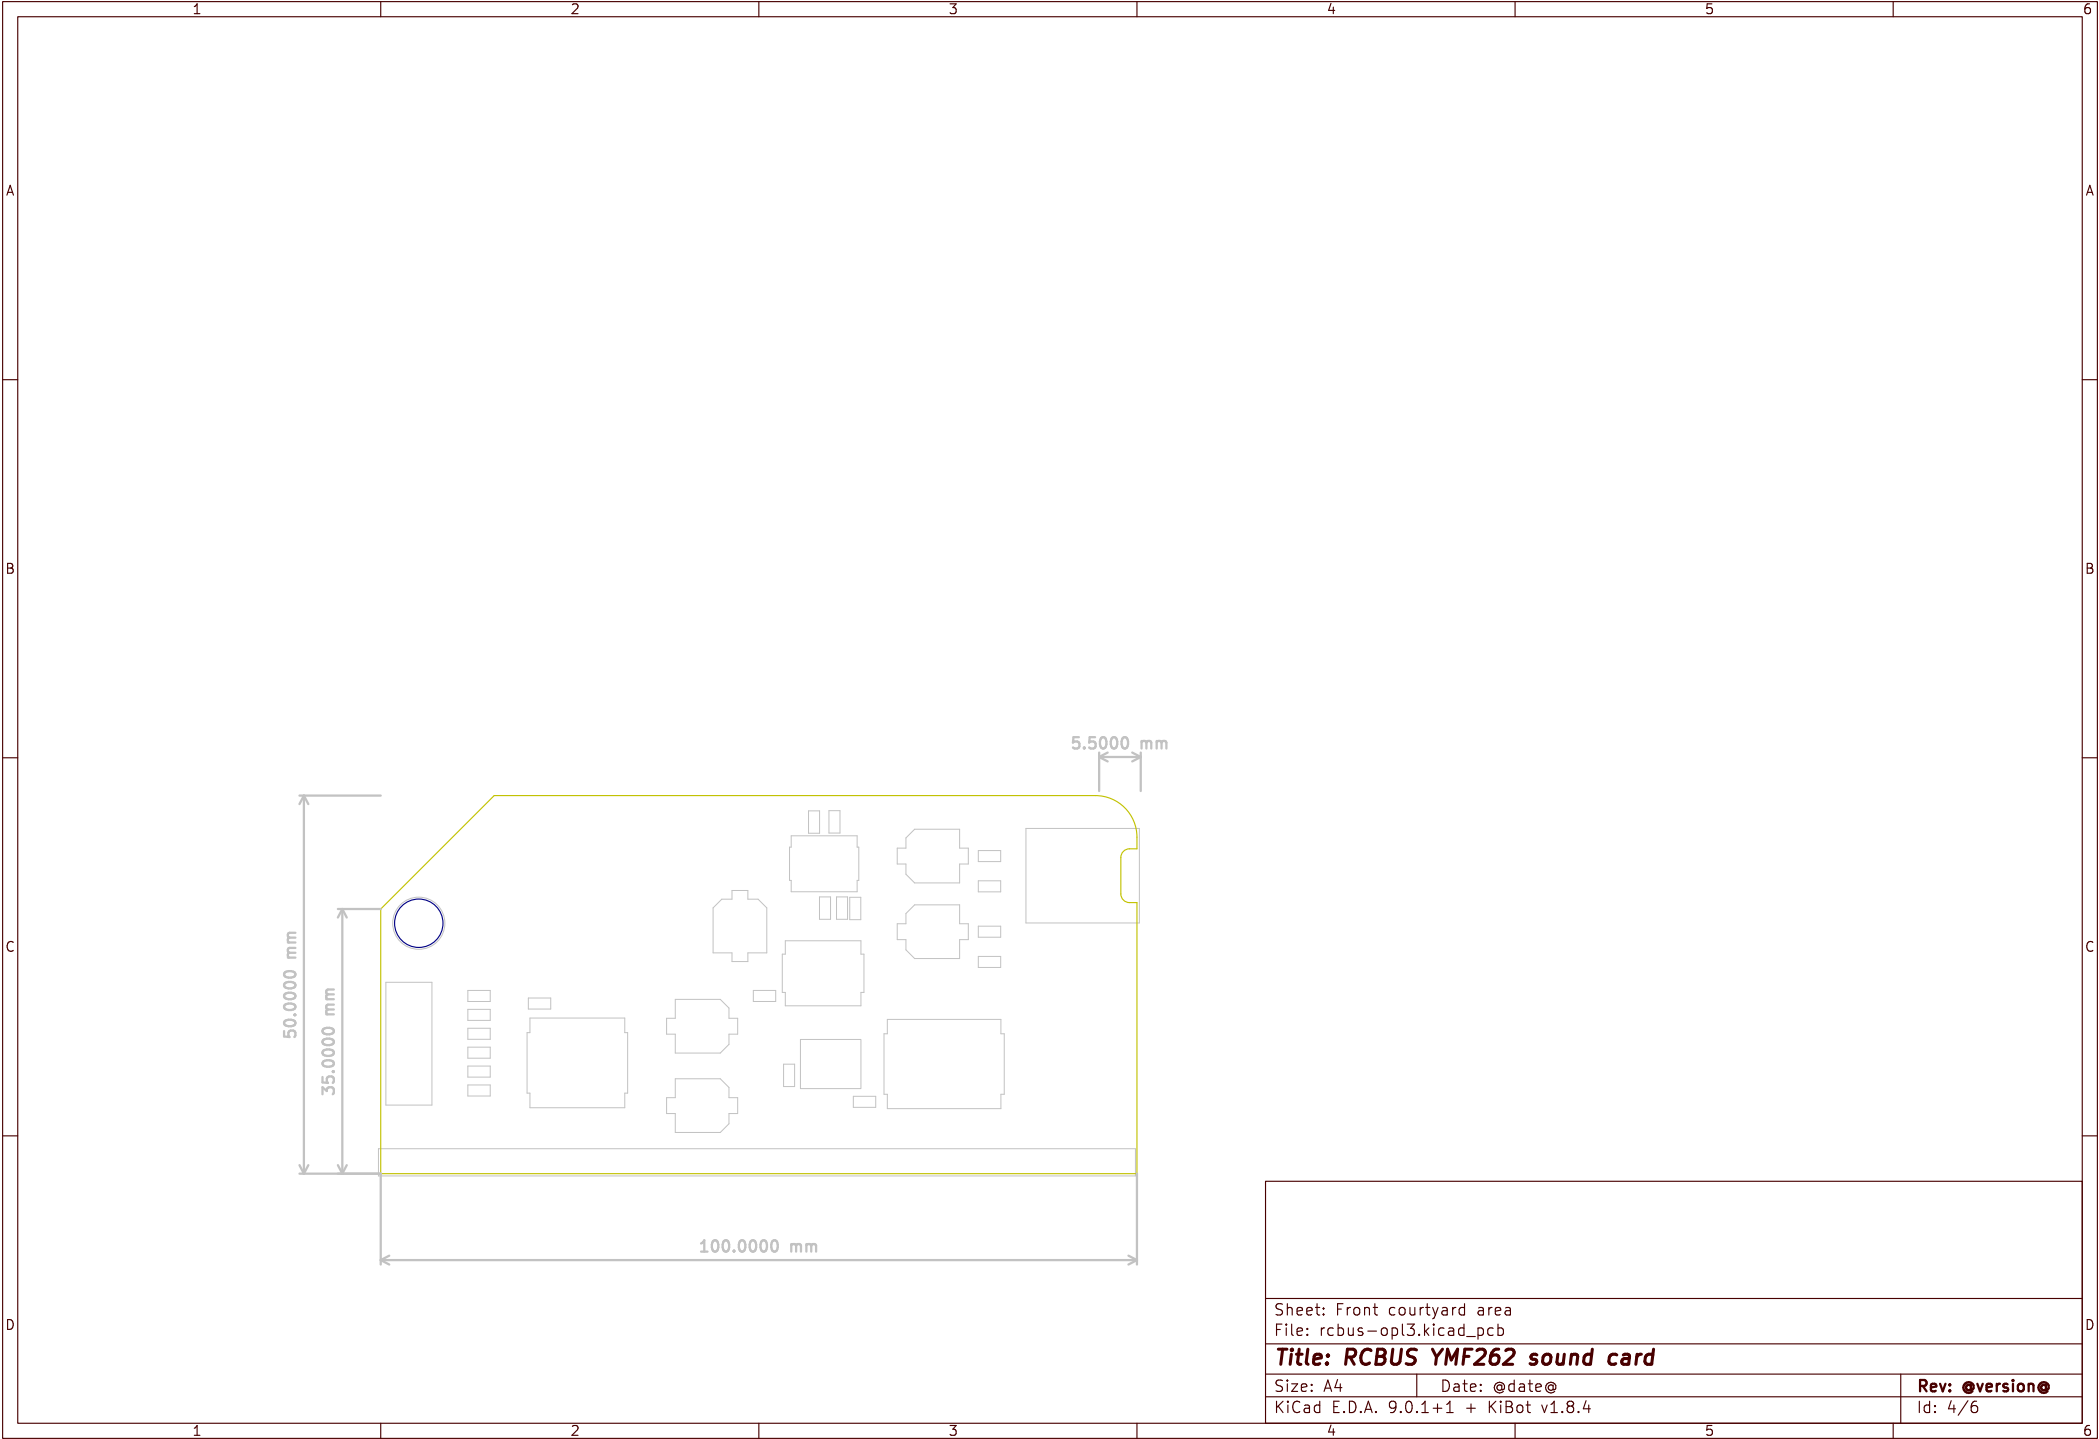 1 2 3 4 5 6
A A
B B
5.5000 mm
C C
50.0000 mm
35.0000 mm
100.0000 mm
Sheet: Front courtyard area
File: rcbus-opl3.kicad_pcb
D D
Title: RCBUS YMF262 sound card
Size: A4 Date: @date@ Rev: @version@
KiCad E.D.A. 9.0.1+1 + KiBot v1.8.4 Id: 4/6
1 2 3 4 5 6